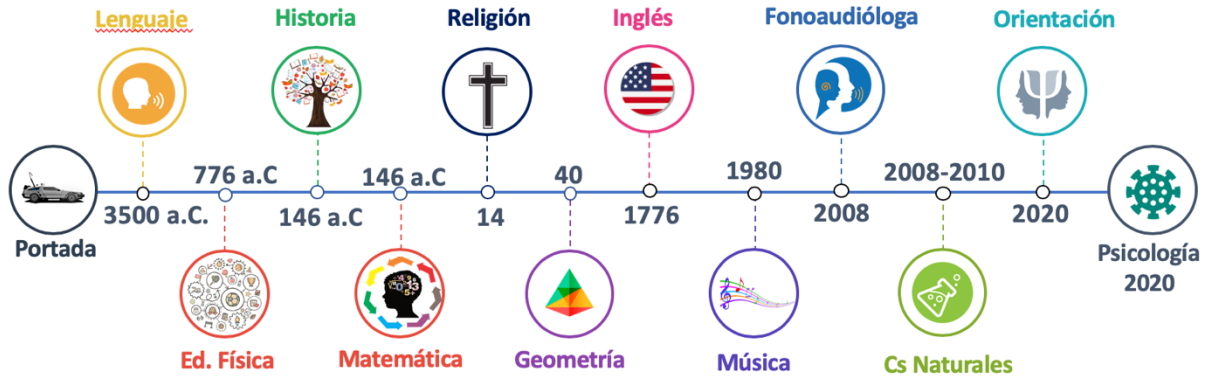 Lenguaje
Historia
Religión
Inglés
Fonoaudióloga
Orientación
776 a.C
146 a.C
40
1980
2008-2010
3500 a.C.
146 a.C
14
1776
2008
2020
Portada
Psicología
2020
Ed. Física
Matemática
Geometría
Música
Cs Naturales